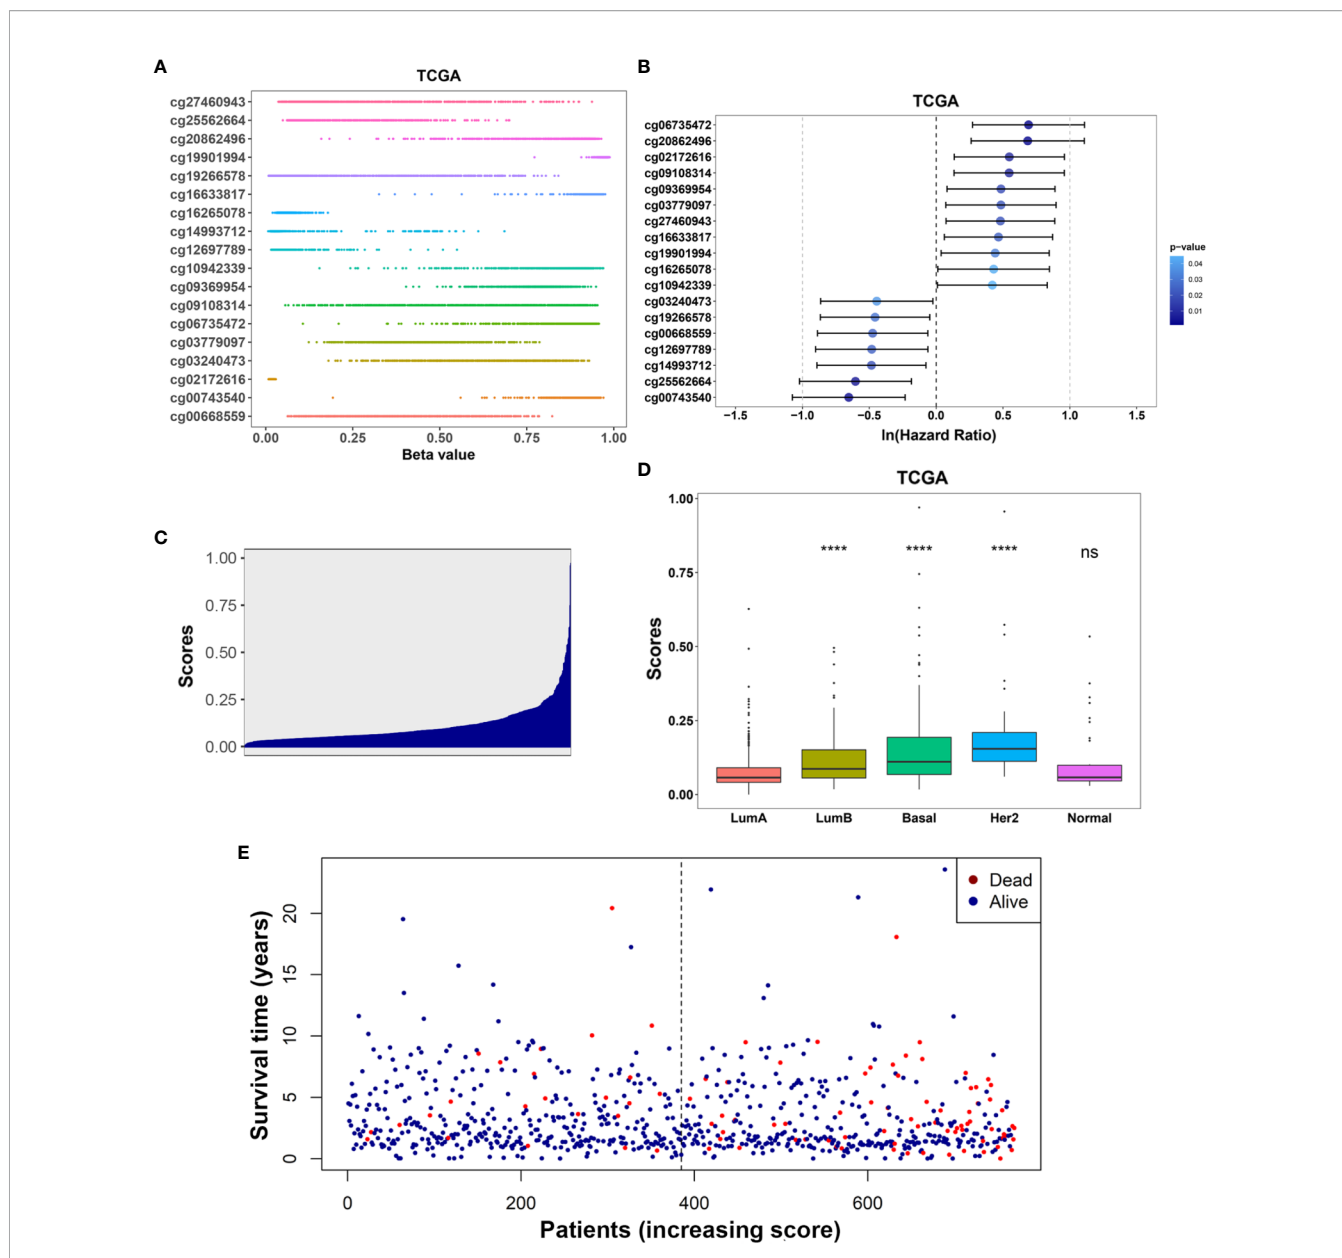 A
TCGA
cg27460943
cg25562664
cg20862496
cg19901994
cg19266578
cg16633817
cg16265078
cg14993712
cg12697789
cg10942339
cg09369954
cg09108314
cg06735472
cg03779097
cg03240473
cg02172616
cg00743540
cg00668559
0.00 0.25 0.50 0.75 1.00
Beta value
B
TCGA
cg06735472
cg20862496
cg02172616
cg09108314
cg09369954
cg03779097
cg27460943
cg16633817
cg19901994
cg16265078
cg10942339
cg03240473
cg19266578
cg00668559
cg12697789
cg14993712
cg25562664
cg00743540
−1.5 −1.0 −0.5 0.0 0.5 1.0 1.5
ln(Hazard Ratio)
p−value
0.04
0.03
0.02
0.01
C
Scores
1.00
0.75
0.50
0.25
0.00
D
TCGA
Scores
1.00
0.75
0.50
0.25
0.00
**** **** **** ns
LumA LumB Basal Her2 Normal
E
Survival time (years)
20
15
10
5
0
Dead
Alive
0 200 400 600
Patients (increasing score)